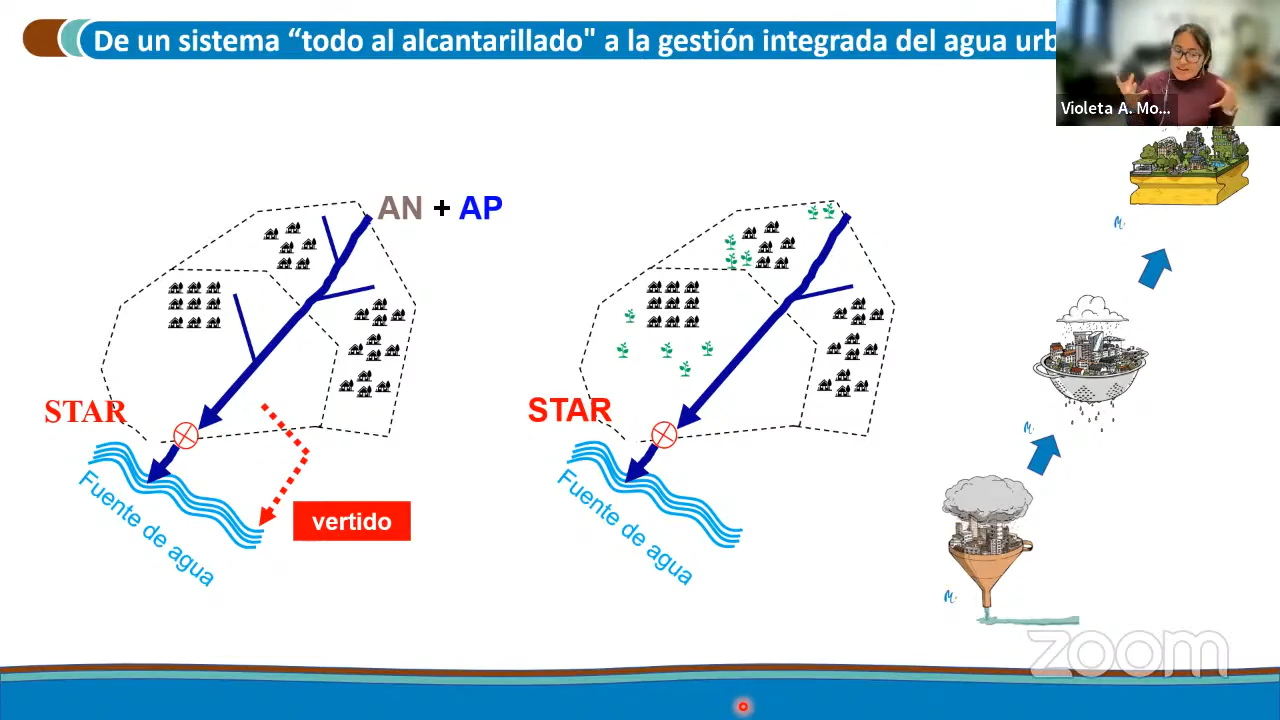 De un sistema “todo al alcantarillado" a la gestión integrada del agua urb
Violeta A. Mo...
AN + AP
STAR
STAR
Fuente de agua
vertido
Fuente de agua
zoom